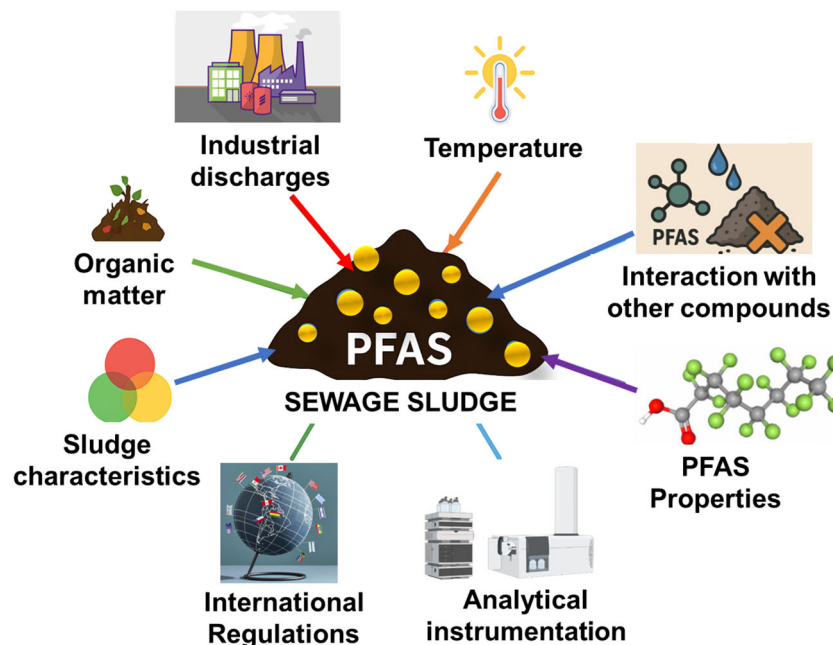 Industrial
discharges
Temperature
PFAS
Interaction with
other compounds
Organic
matter
PFAS
SEWAGE SLUDGE
Sludge
characteristics
PFAS
Properties
International
Regulations
Analytical
instrumentation